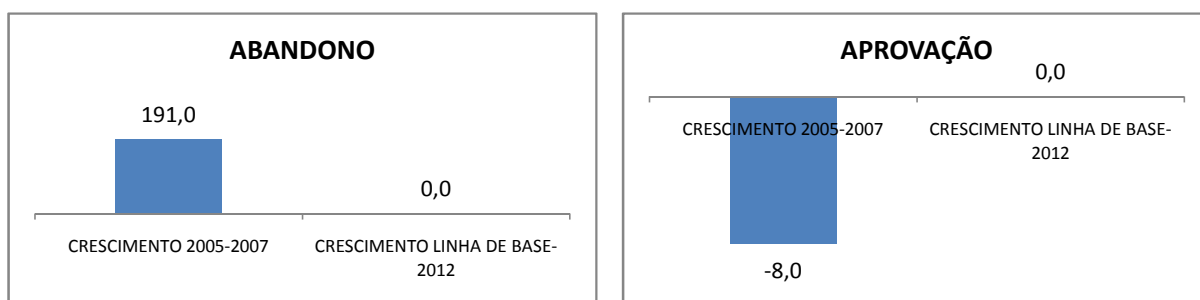 ABANDONO
191,0
0,0
CRESCIMENTO 2005-2007
CRESCIMENTO LINHA DE BASE-
2012
APROVAÇÃO
0,0
CRESCIMENTO 2005-2007
CRESCIMENTO LINHA DE BASE-
2012
-8,0